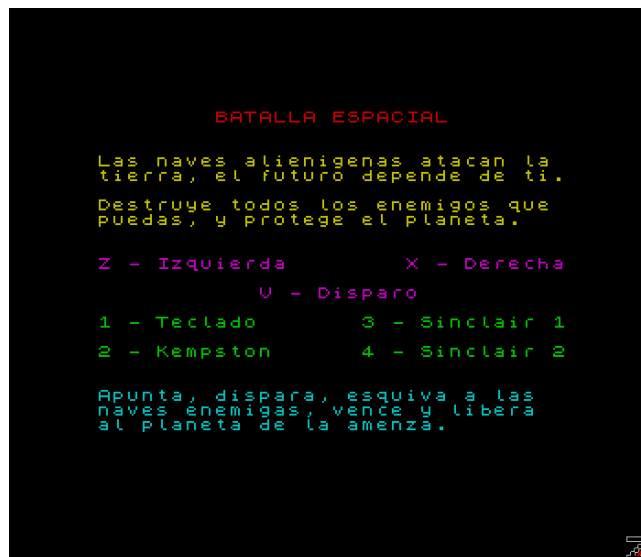 BATALLA ESPACIAL
Las naves alienigenas atacan la
tierra, el futuro depende de ti.
Destruye todos los enemigos que
puedas, y protege el planeta.
Z - Izquierda X - Derecha
V - Disparo
1 - Teclado 3 - Sinclair 1
2 - Kempston 4 - Sinclair 2
Apunta, dispara, esquiva a las
naves enemigas, vence y libera
al planeta de la amenza.